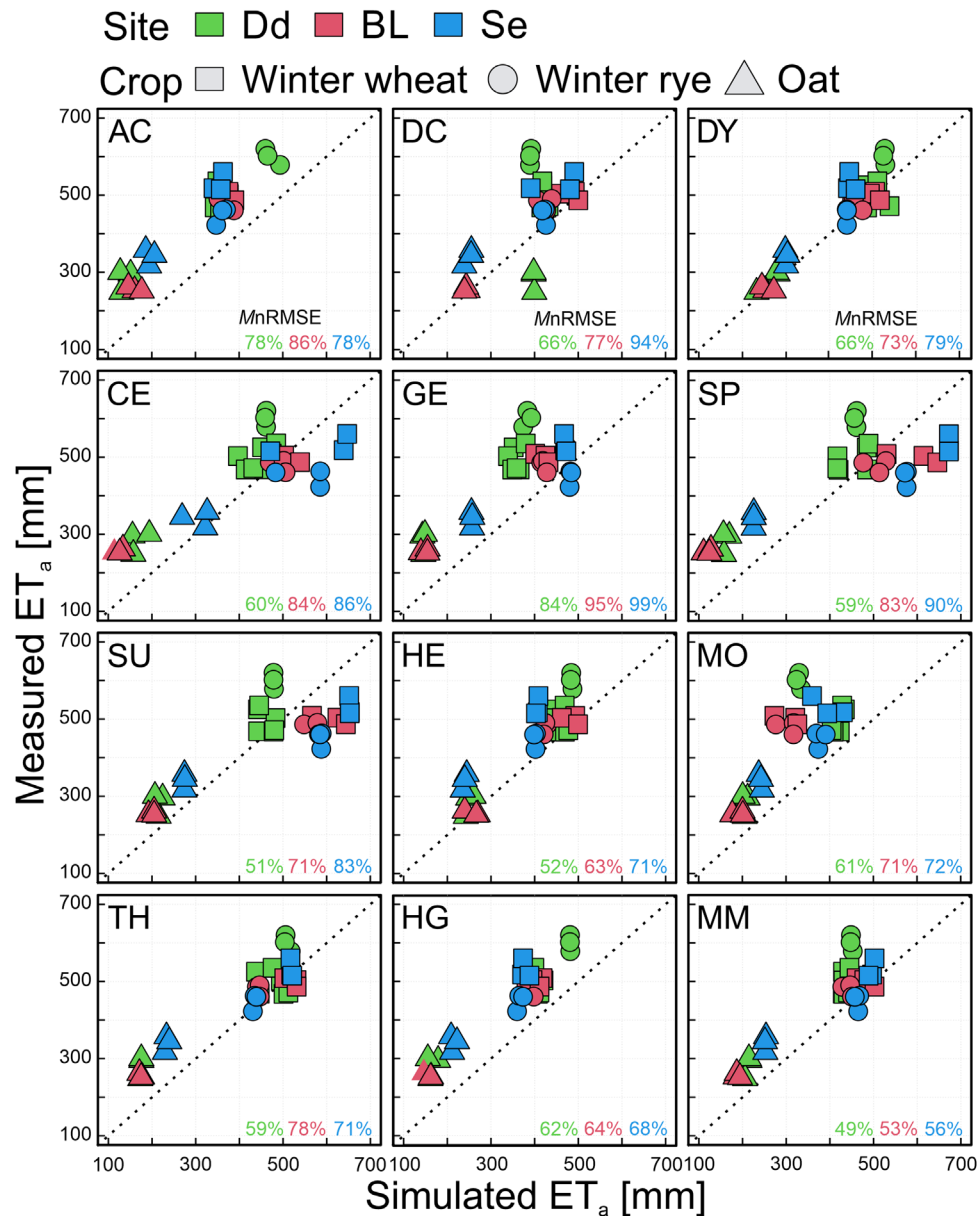 Site Dd BL Se
Crop Winter wheat Winter rye Oat
Measured ETa [mm]
700
500
300
100
AC
MnRMSE
78% 86% 78%
DC
MnRMSE
66% 77% 94%
DY
MnRMSE
66% 73% 79%
700
500
300
100
CE
60% 84% 86%
GE
84% 95% 99%
SP
59% 83% 90%
700
500
300
100
SU
51% 71% 83%
HE
52% 63% 71%
MO
61% 71% 72%
700
500
300
100
TH
59% 78% 71%
HG
62% 64% 68%
MM
49% 53% 56%
100 300 500 700 100 300 500 700 100 300 500 700
Simulated ETa [mm]